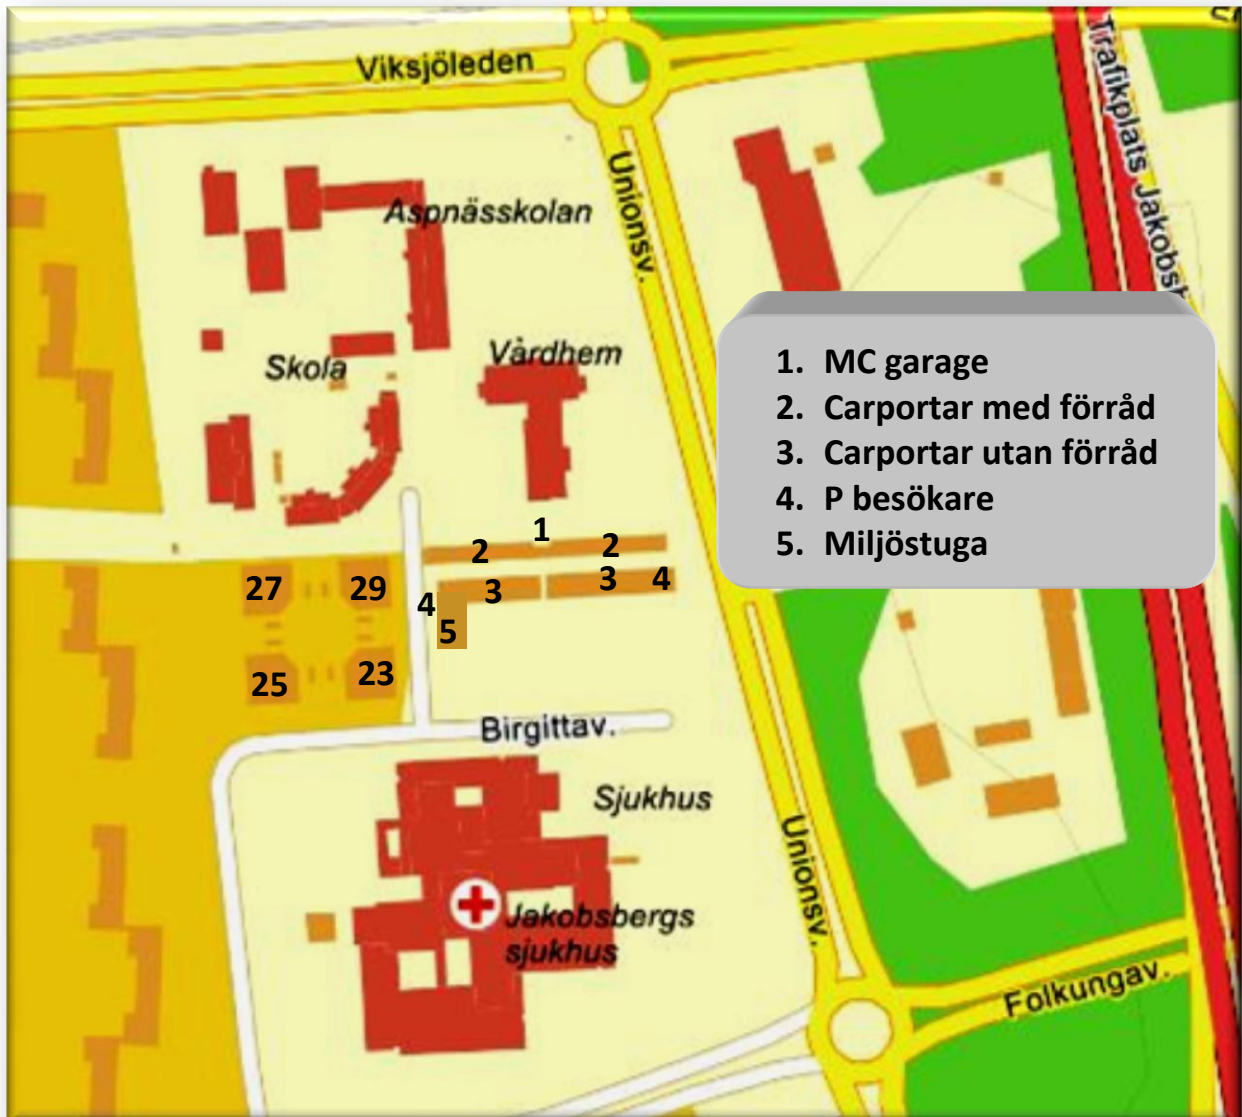 Viksjöleden
Trafikplats Jakobsb
Unionsv.
Aspnässkolan
Skola
Vårdhem
1. MC garage
2. Carportar med förråd
3. Carportar utan förråd
4. P besökare
5. Miljöstuga
1
2
2
27
29
3
3
4
4
5
25
23
Birgittav.
Sjukhus
Unionsv.
Jakobsbergs
sjukhus
Folkungav.